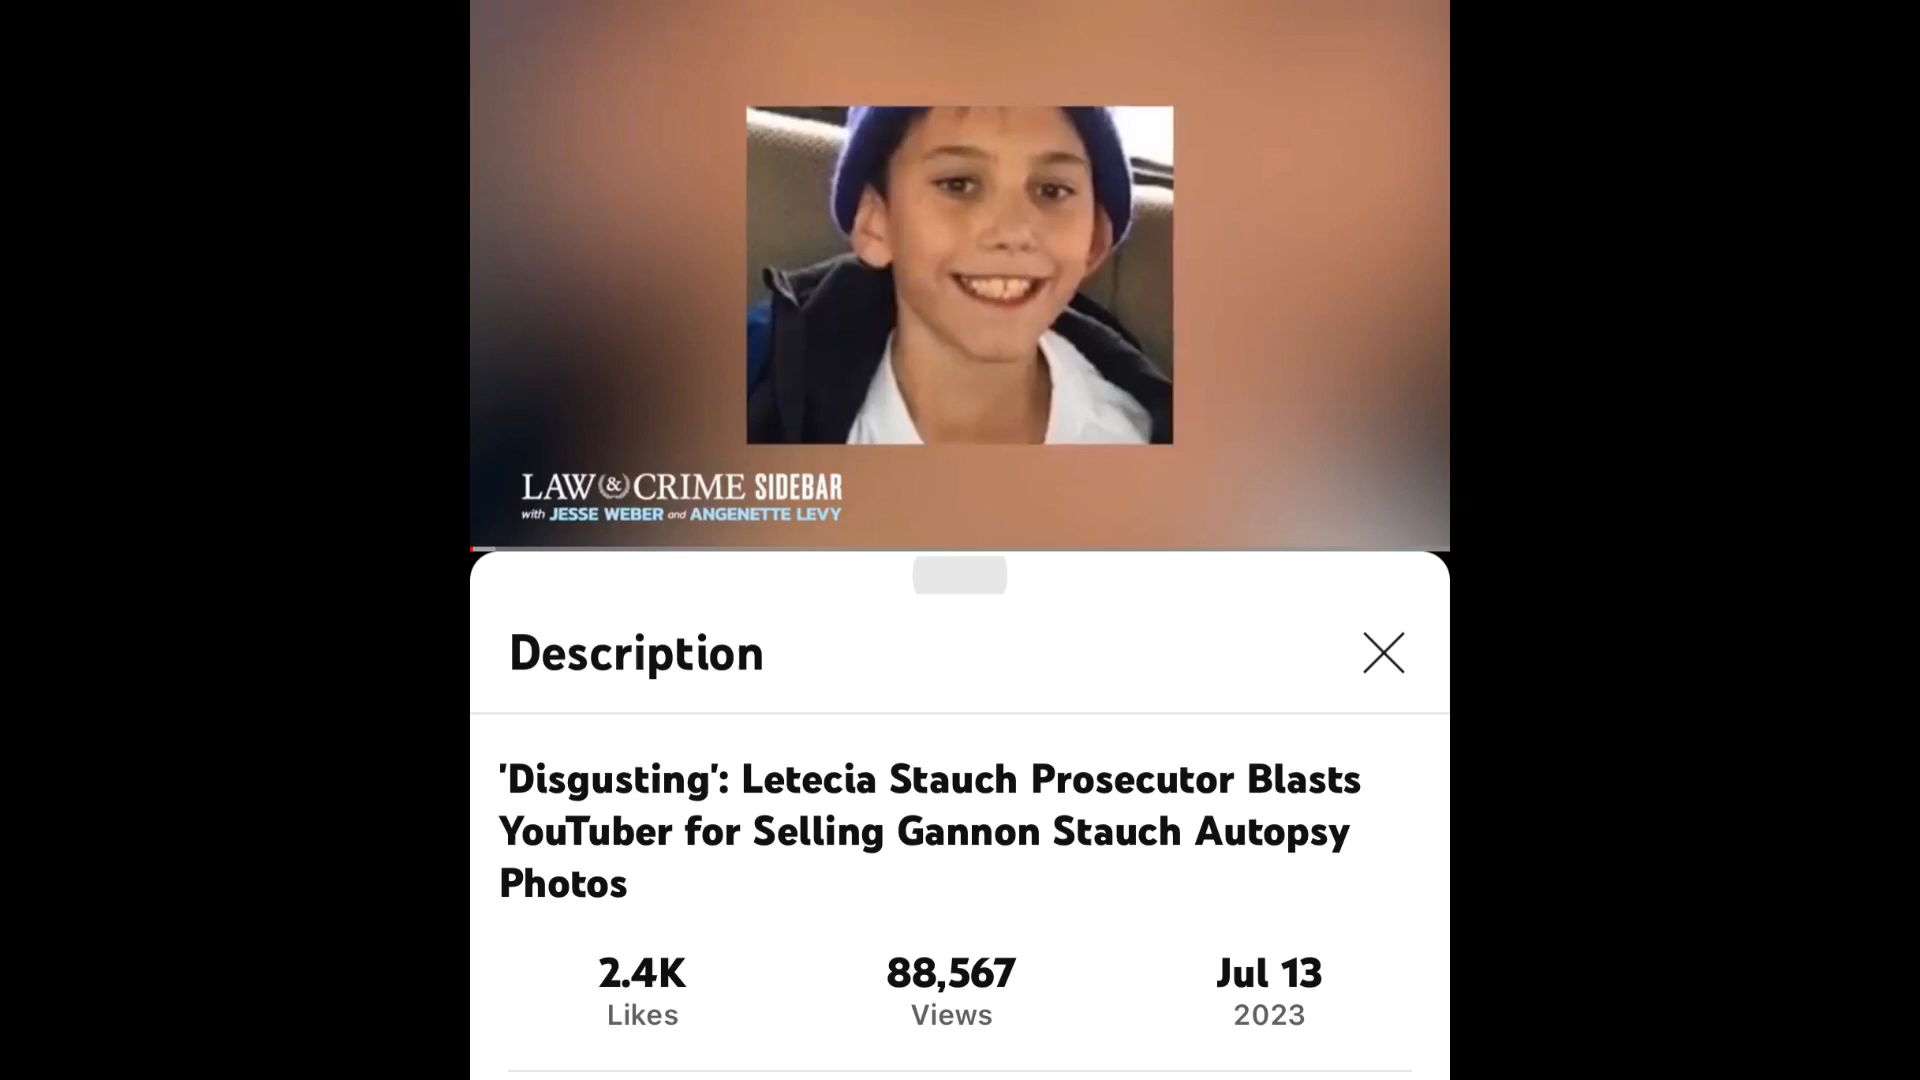 LAW & CRIME SIDEBAR
with JESSE WEBER and ANGENETTE LEVY
Description
'Disgusting': Letecia Stauch Prosecutor Blasts
YouTuber for Selling Gannon Stauch Autopsy
Photos
2.4K 88,567 Jul 13
Likes Views 2023